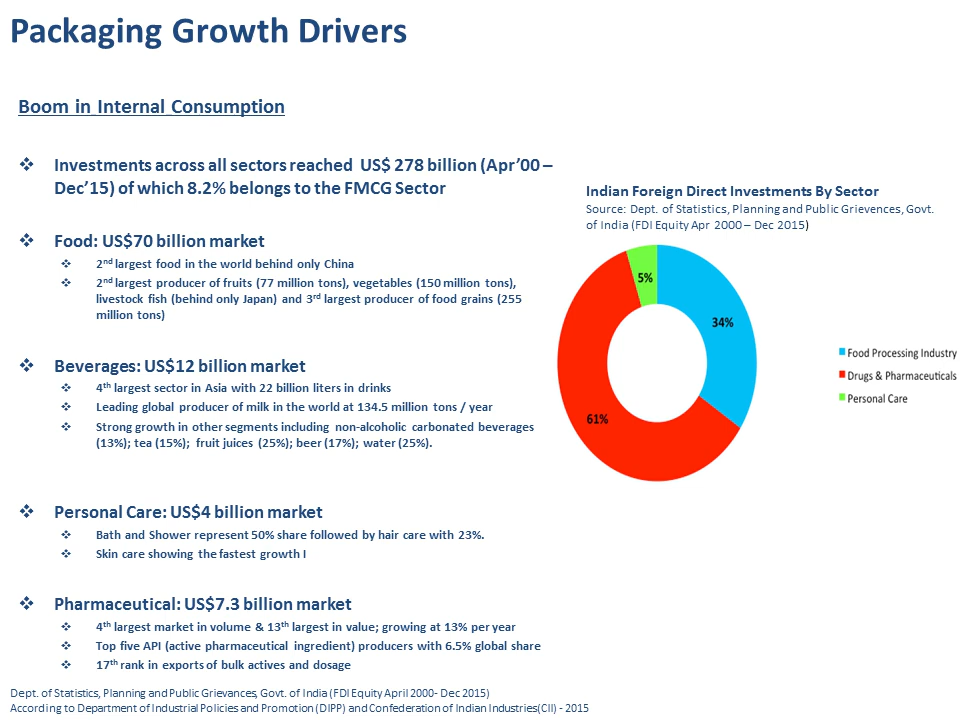 Packaging Growth Drivers
Boom in Internal Consumption
❖ Investments across all sectors reached US$ 278 billion (Apr’00 –
Dec’15) of which 8.2% belongs to the FMCG Sector
❖ Food: US$70 billion market
❖ 2nd largest food in the world behind only China
❖ 2nd largest producer of fruits (77 million tons), vegetables (150 million tons),
livestock fish (behind only Japan) and 3rd largest producer of food grains (255
million tons)
❖ Beverages: US$12 billion market
❖ 4th largest sector in Asia with 22 billion liters in drinks
❖ Leading global producer of milk in the world at 134.5 million tons / year
❖ Strong growth in other segments including non-alcoholic carbonated beverages
(13%); tea (15%); fruit juices (25%); beer (17%); water (25%).
❖ Personal Care: US$4 billion market
❖ Bath and Shower represent 50% share followed by hair care with 23%.
❖ Skin care showing the fastest growth I
❖ Pharmaceutical: US$7.3 billion market
❖ 4th largest market in volume & 13th largest in value; growing at 13% per year
❖ Top five API (active pharmaceutical ingredient) producers with 6.5% global share
❖ 17th rank in exports of bulk actives and dosage
Indian Foreign Direct Investments By Sector
Source: Dept. of Statistics, Planning and Public Grievences, Govt.
of India (FDI Equity Apr 2000 – Dec 2015)
5%
34%
61%
Food Processing Industry
Drugs & Pharmaceuticals
Personal Care
Dept. of Statistics, Planning and Public Grievances, Govt. of India (FDI Equity April 2000- Dec 2015)
According to Department of Industrial Policies and Promotion (DIPP) and Confederation of Indian Industries(CII) - 2015